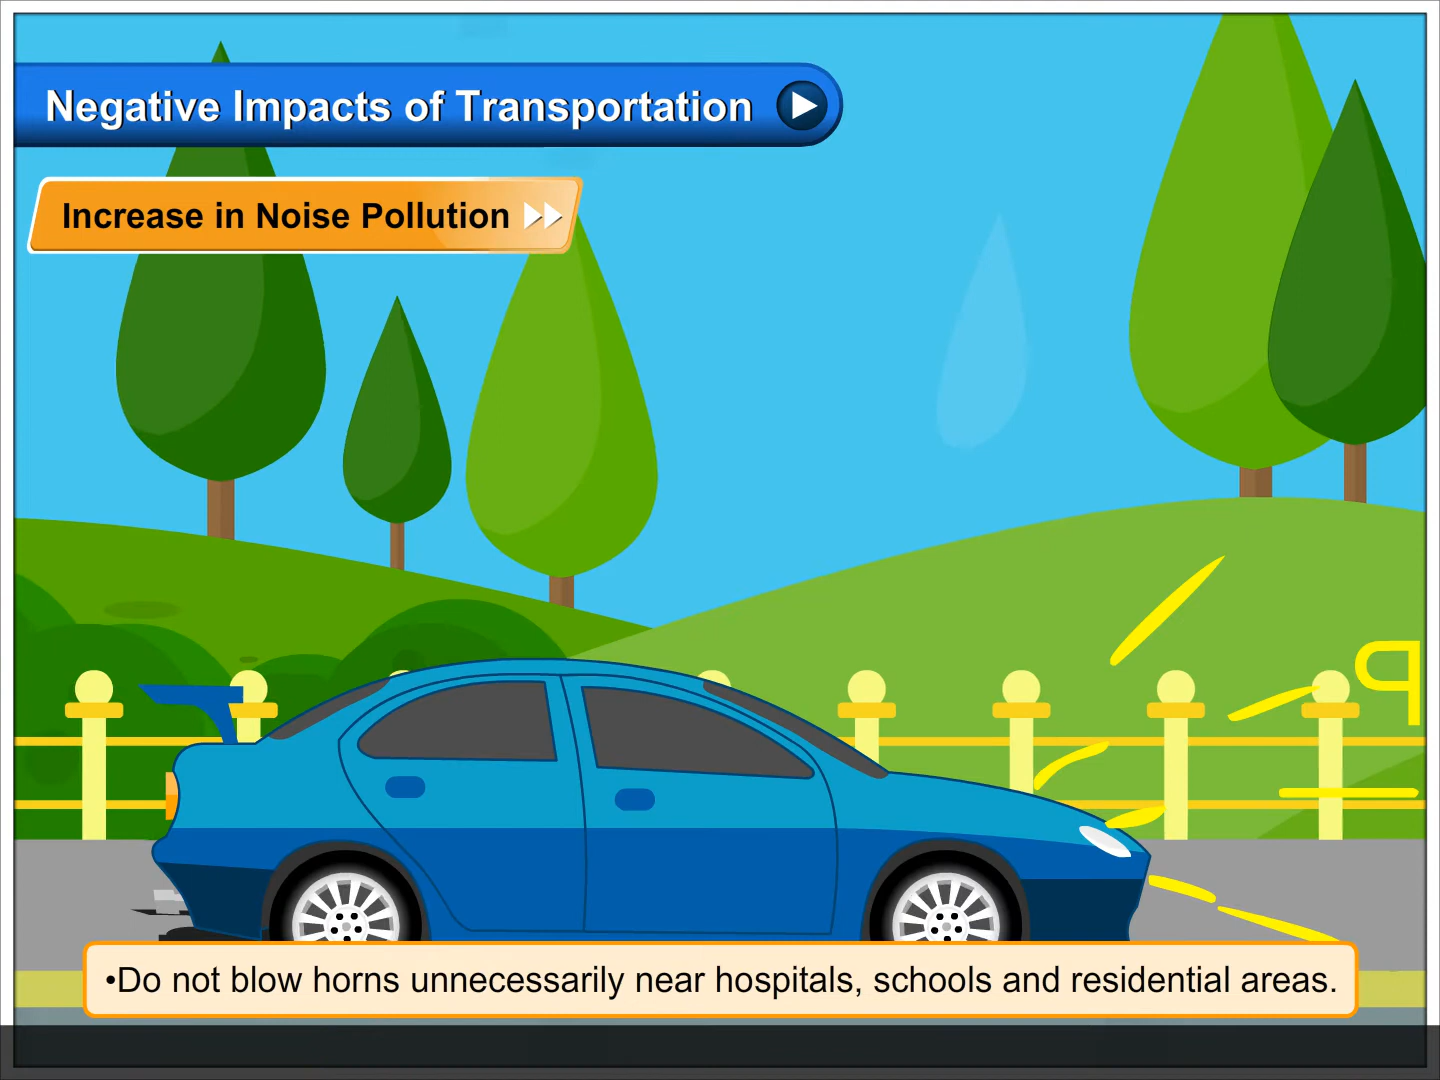 Negative Impacts of Transportation
Increase in Noise Pollution
•Do not blow horns unnecessarily near hospitals, schools and residential areas.